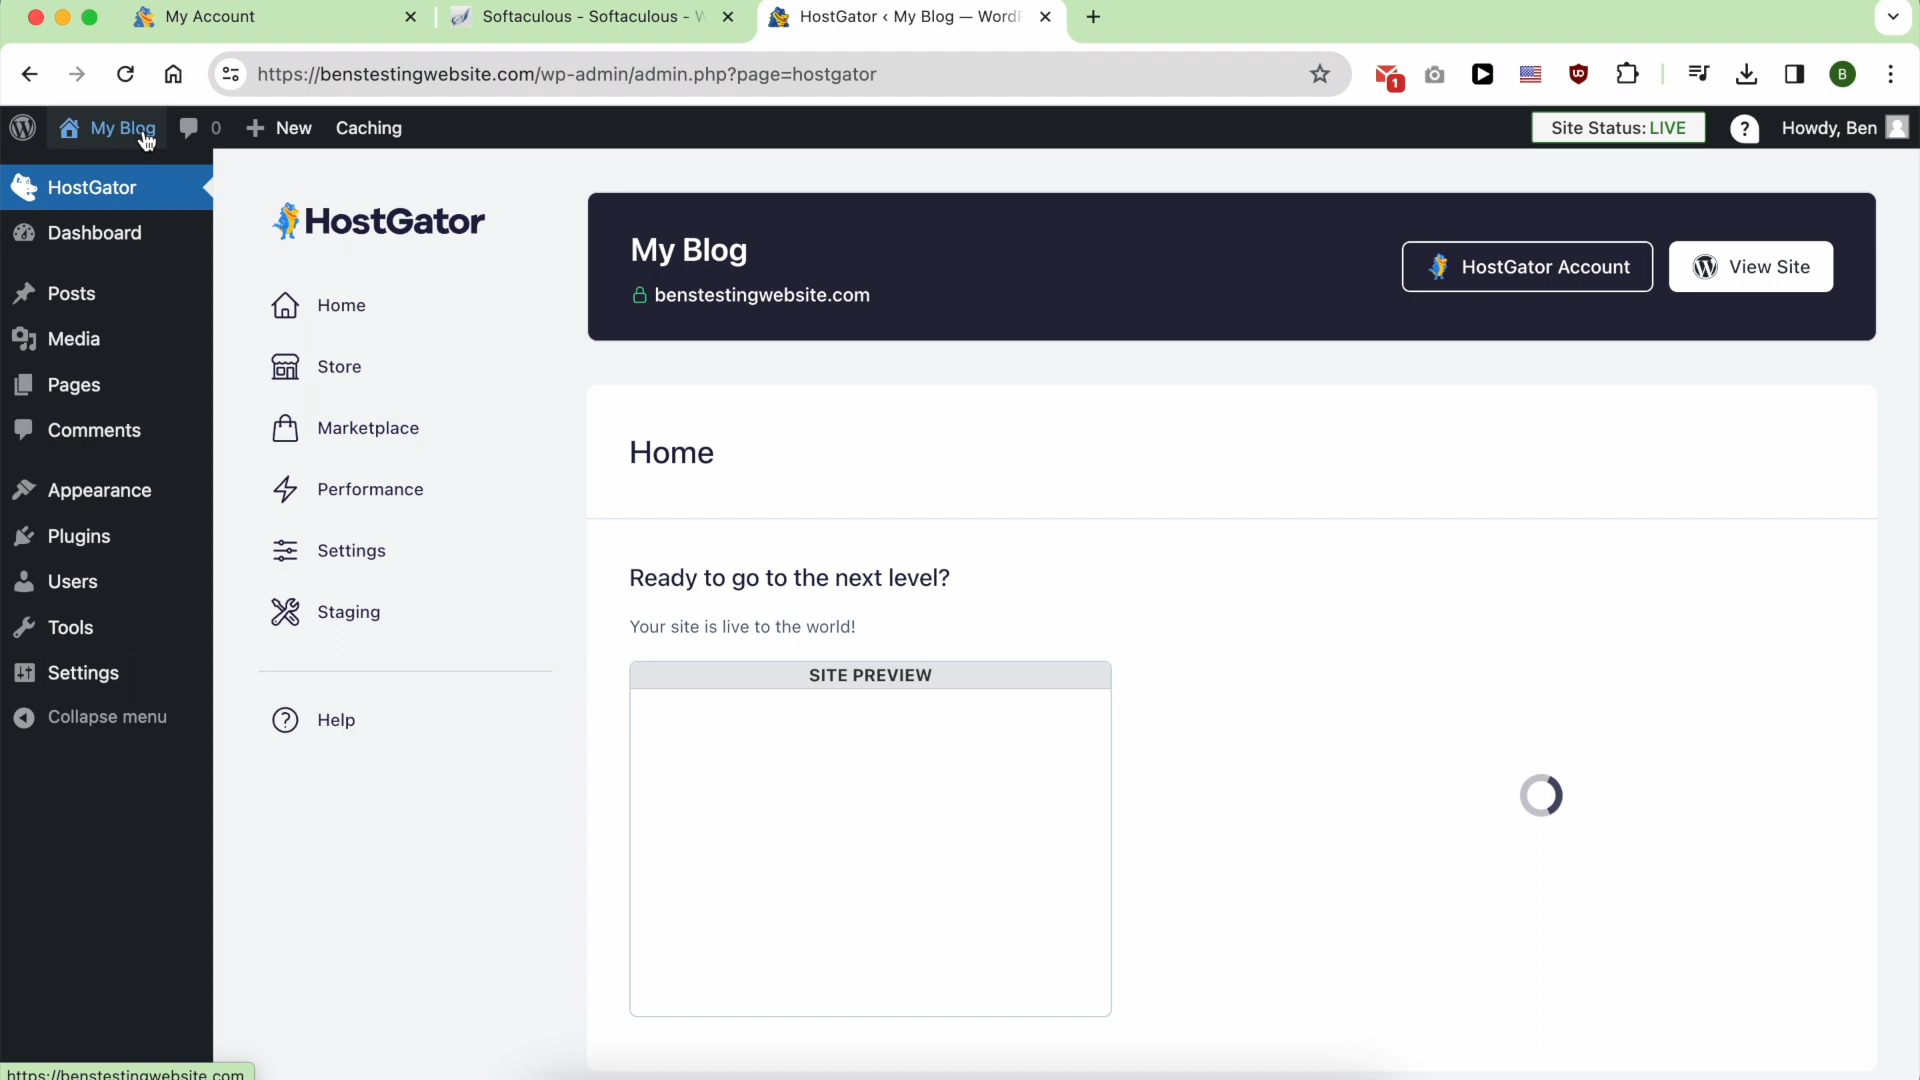 My Account
Softaculous - Softaculous - W
HostGator ‹ My Blog — WordP
https://benstestingwebsite.com/wp-admin/admin.php?page=hostgator
1
B
My Blog
0
New
Caching
Site Status: LIVE
?
Howdy, Ben
HostGator
Dashboard
Posts
Media
Pages
Comments
Appearance
Plugins
Users
Tools
Settings
Collapse menu
HostGator
Home
Store
Marketplace
Performance
Settings
Staging
Help
My Blog
benstestingwebsite.com
HostGator Account
View Site
Home
Ready to go to the next level?
Your site is live to the world!
SITE PREVIEW
https://benstestingwebsite.com